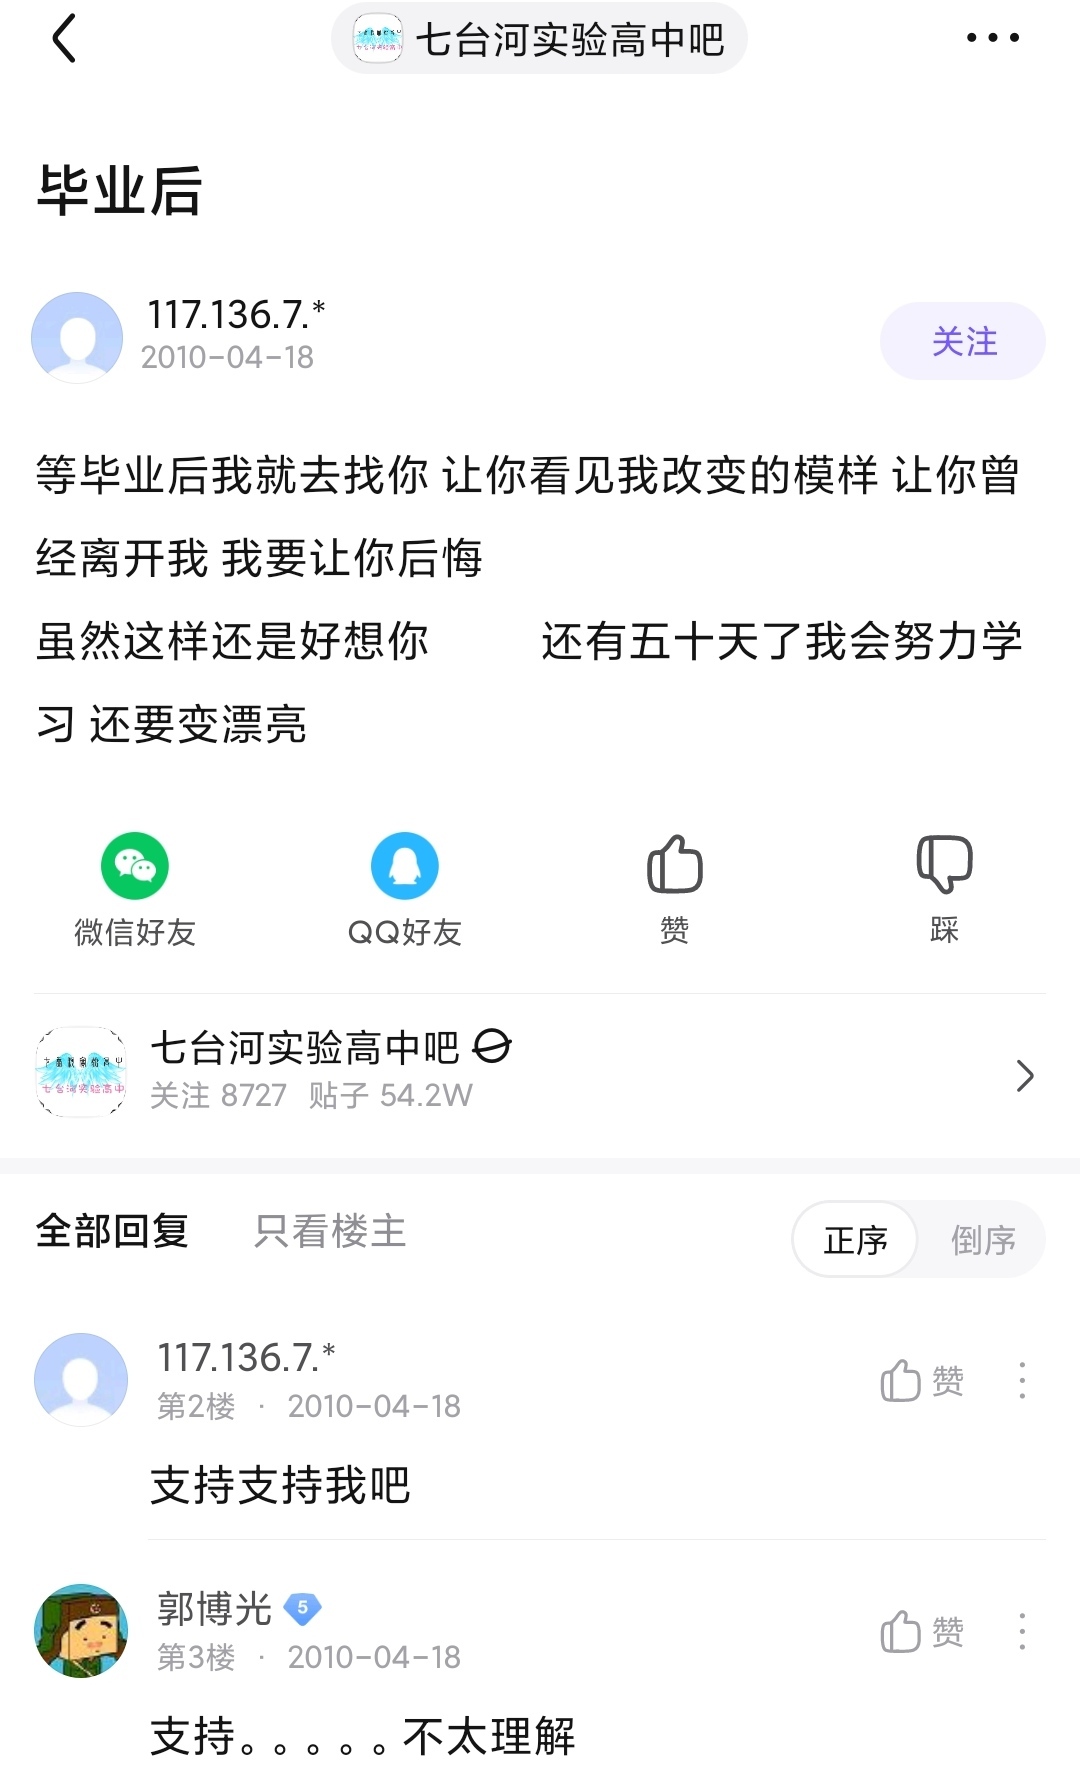 七台河实验高中吧
毕业后
117.136.7.*
2010-04-18
关注
等毕业后我就去找你 让你看见我改变的模样 让你曾
经离开我 我要让你后悔
虽然这样还是好想你 还有五十天了我会努力学
习 还要变漂亮
微信好友
QQ好友
赞
踩
七台河实验高中吧
关注 8727 贴子 54.2W
全部回复
只看楼主
正序
倒序
117.136.7.*
第2楼 · 2010-04-18
赞
支持支持我吧
郭博光 5
第3楼 · 2010-04-18
赞
支持。。。。。不太理解